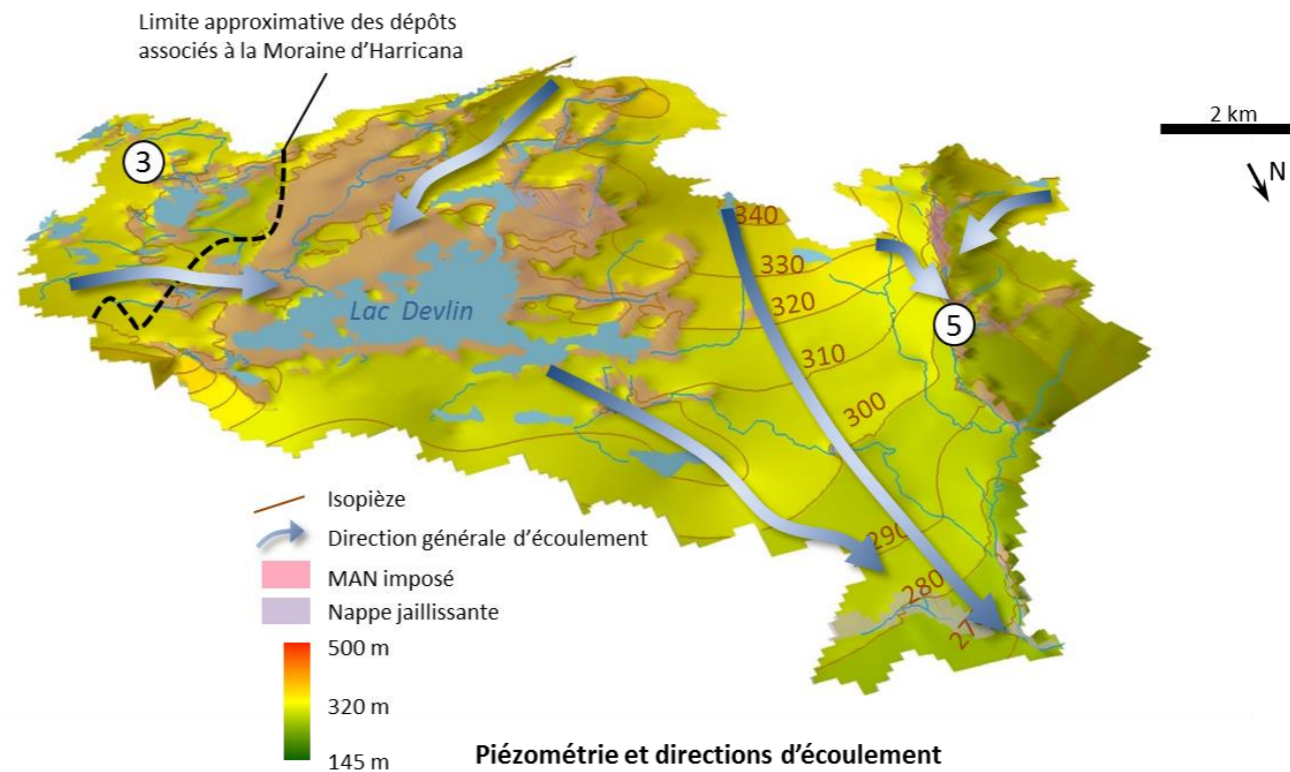 Limite approximative des dépôts
associés à la Moraine d’Harricana
2 km
N
3
340
330
320
Lac Devlin
5
310
300
290
280
Isopièze
Direction générale d’écoulement
MAN imposé
Nappe jaillissante
500 m
320 m
145 m
Piézométrie et directions d’écoulement